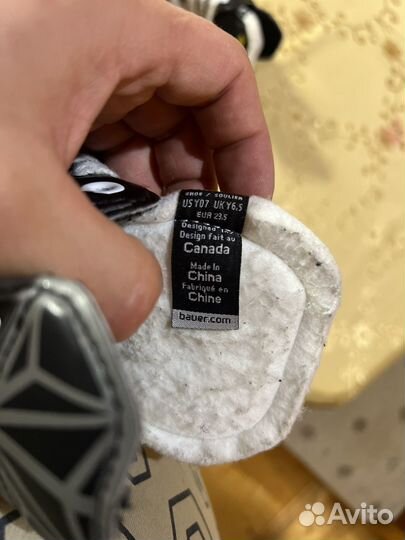 SHOE / SOULIER
US Y07 UK Y6,5
EUR 23.5
Designed in
Design fait au
Canada
Made in
China
Fabriqué en
Chine
bauer.com
Avito